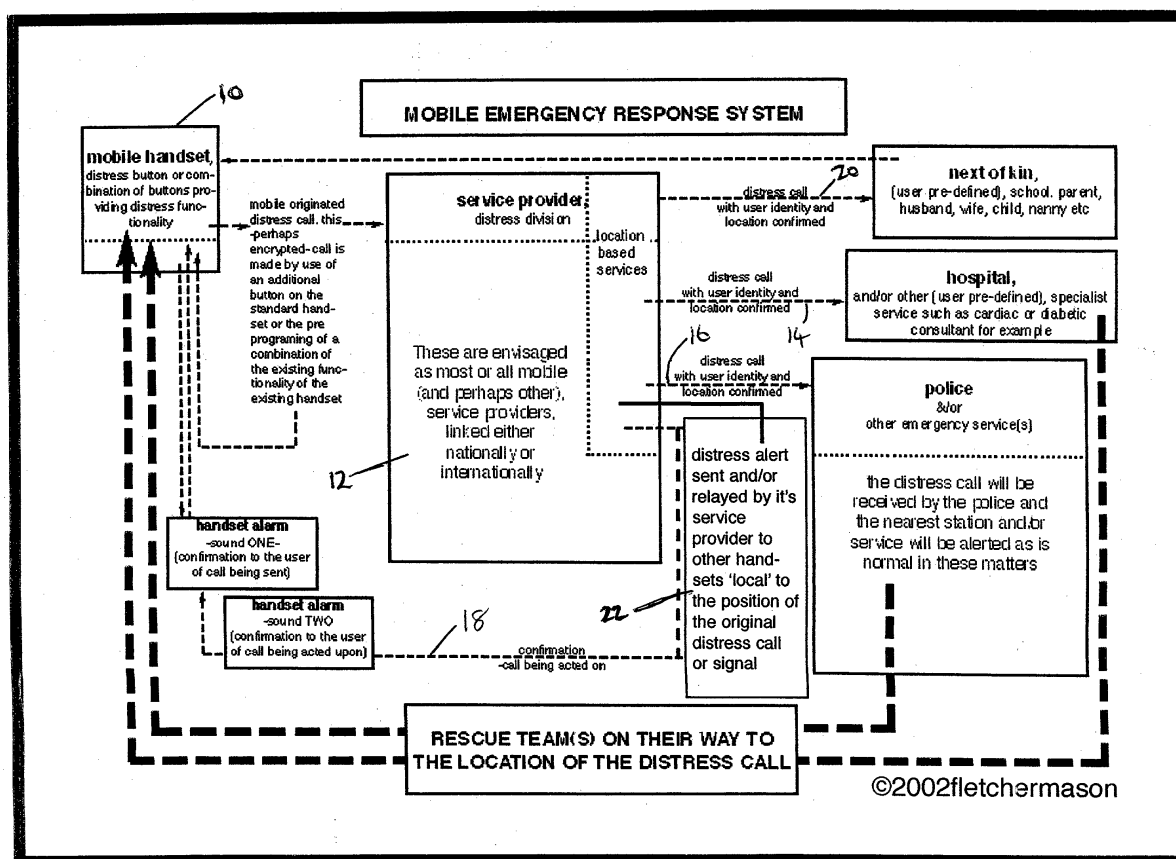 10
MOBILE EMERGENCY RESPONSE SYSTEM
mobile handset,
distress button or com-
bination of buttons pro-
viding distress func-
tionality
mobile originated
distress call. this
-perhaps
encrypted-call is
made by use of
an additional
button on the
standard hand-
set or the pre
programing of a
combination of
the existing func-
tionality of the
existing handset
service provider,
distress division
location
based
services
These are envisaged
as most or all mobile
(and perhaps other),
service providers,
linked either
nationally or
internationally
12
distress call
with user identity and
location confirmed
20
next of kin,
(user pre-defined), school. parent,
husband, wife, child, nanny etc
distress call
with user identity and
location confirmed
14
hospital,
and/or other (user pre-defined), specialist
service such as cardiac or diabetic
consultant for example
16
distress call
with user identity and
location confirmed
police
&/or
other emergency service(s)
the distress call will be
received by the police and
the nearest station and/or
service will be alerted as is
normal in these matters
distress alert
sent and/or
relayed by it's
service
provider to
other hand-
sets 'local' to
the position of
the original
distress call
or signal
22
handset alarm
-sound ONE-
(confirmation to the user
of call being sent)
handset alarm
-sound TWO
(confirmation to the user
of call being acted upon)
18
confirmation
-call being acted on
RESCUE TEAM(S) ON THEIR WAY TO
THE LOCATION OF THE DISTRESS CALL
©2002fletchermason